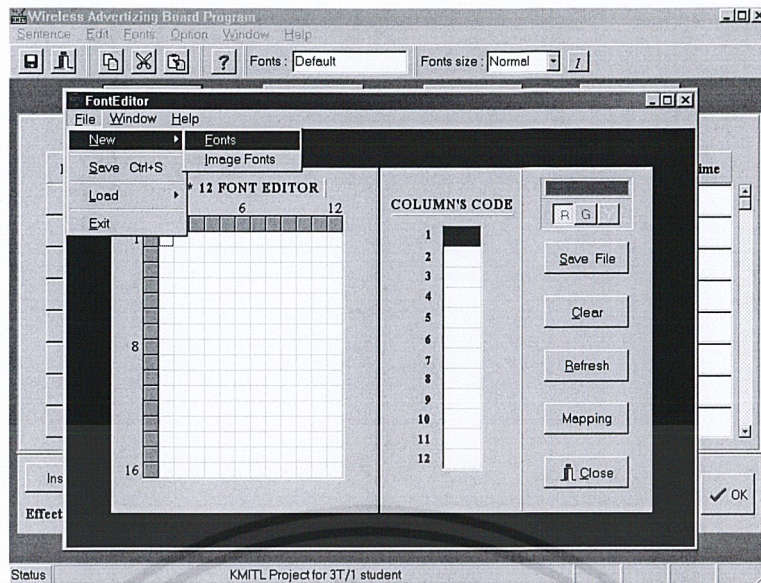 Wireless Advertizing Board Program
Sentence Edit Fonts Option Window Help
Fonts : Default Fonts size : Normal I
FontEditor
File Window Help
New Fonts
Image Fonts
Save Ctrl+S
Load
Exit
* 12 FONT EDITOR
6 12
1
8
16
COLUMN'S CODE
1
2
3
4
5
6
7
8
9
10
11
12
R G Y
Save File
Clear
Refresh
Mapping
Close
ime
Ins
Effect
OK
Status KMITL Project for 3T/1 student